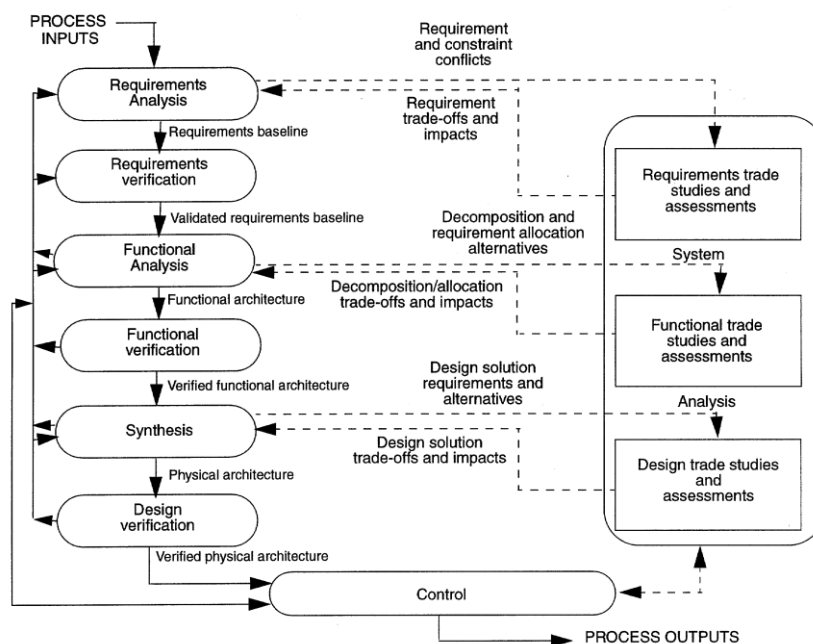 PROCESS
INPUTS
Requirement
and constraint
conflicts
Requirements
Analysis
Requirement
trade-offs and
impacts
Requirements baseline
Requirements
verification
Requirements trade
studies and
assessments
Validated requirements baseline
Decomposition and
requirement allocation
alternatives
Functional
Analysis
System
Decomposition/allocation
trade-offs and impacts
Functional architecture
Functional trade
studies and
assessments
Functional
verification
Design solution
requirements and
alternatives
Verified functional architecture
Analysis
Synthesis
Design solution
trade-offs and impacts
Design trade studies
and
assessments
Physical architecture
Design
verification
Verified physical architecture
Control
PROCESS OUTPUTS